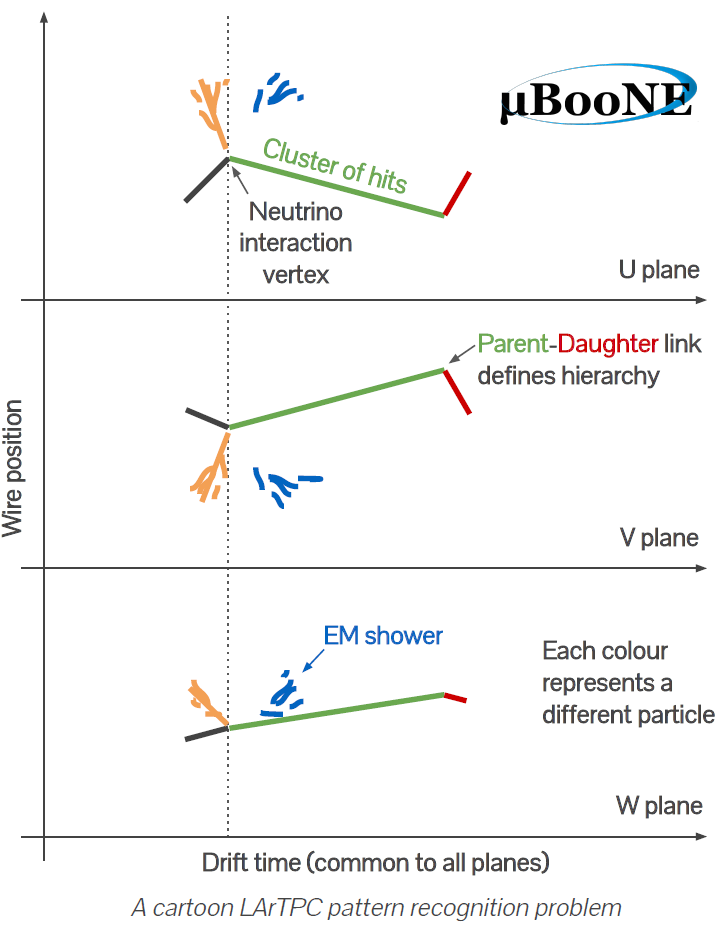 µBooNE
Cluster of hits
Neutrino
interaction
vertex
U plane
Parent-Daughter link
defines hierarchy
Wire position
V plane
EM shower
Each colour
represents a
different particle
W plane
Drift time (common to all planes)
A cartoon LArTPC pattern recognition problem